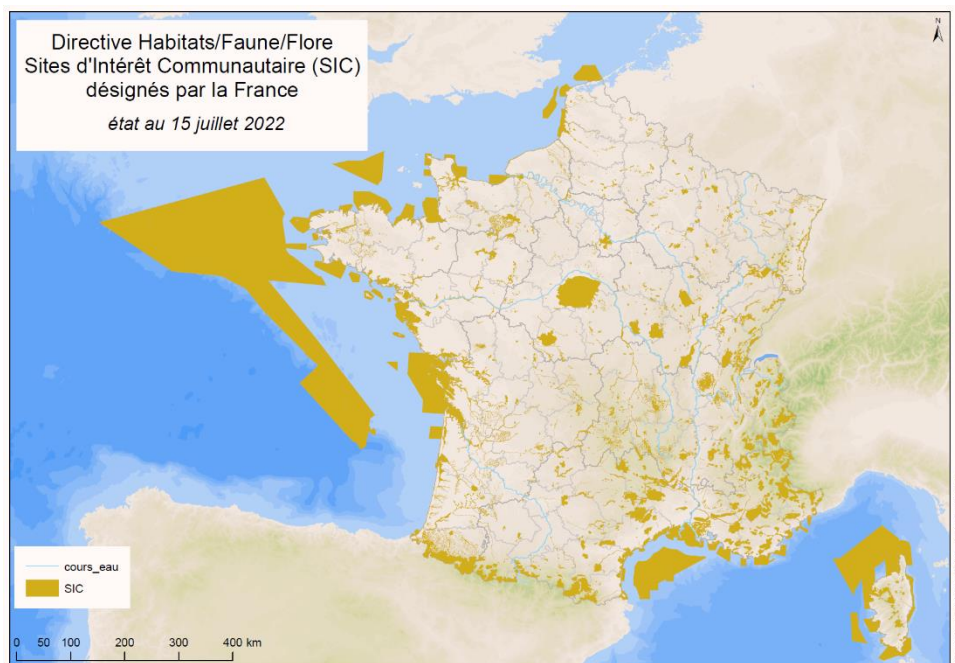 Directive Habitats/Faune/Flore
Sites d'Intérêt Communautaire (SIC)
désignés par la France
état au 15 juillet 2022
N
cours_eau
SIC
0 50 100 200 300 400 km